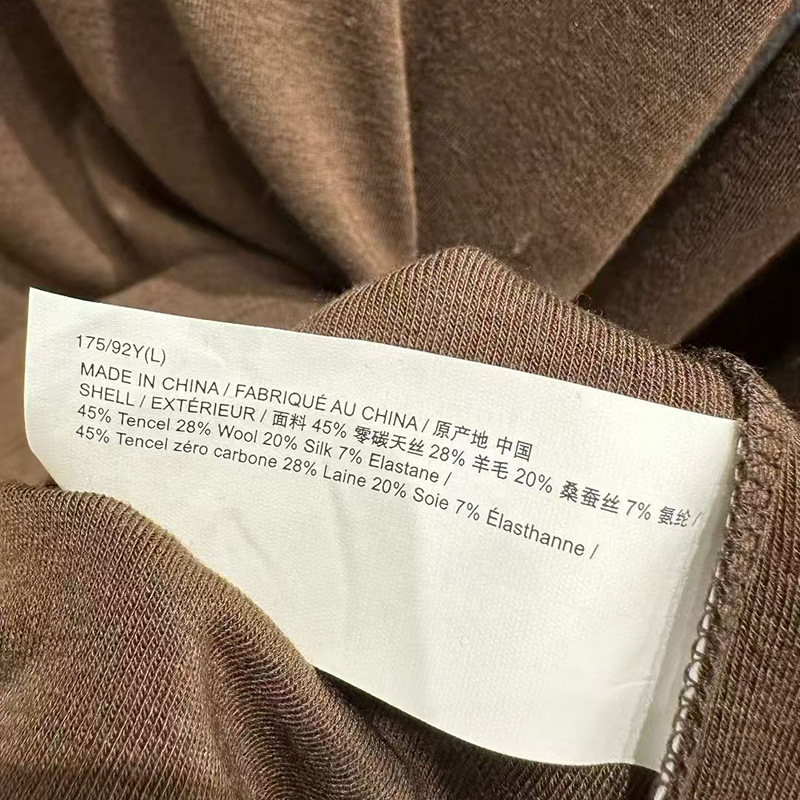 175/92Y(L)
MADE IN CHINA / FABRIQUÉ AU CHINA / 原产地 中国
SHELL / EXTÉRIEUR / 面料 45% 零碳天丝 28% 羊毛 20% 桑蚕丝 7% 氨纶 /
45% Tencel 28% Wool 20% Silk 7% Elastane /
45% Tencel zéro carbone 28% Laine 20% Soie 7% Élasthanne /